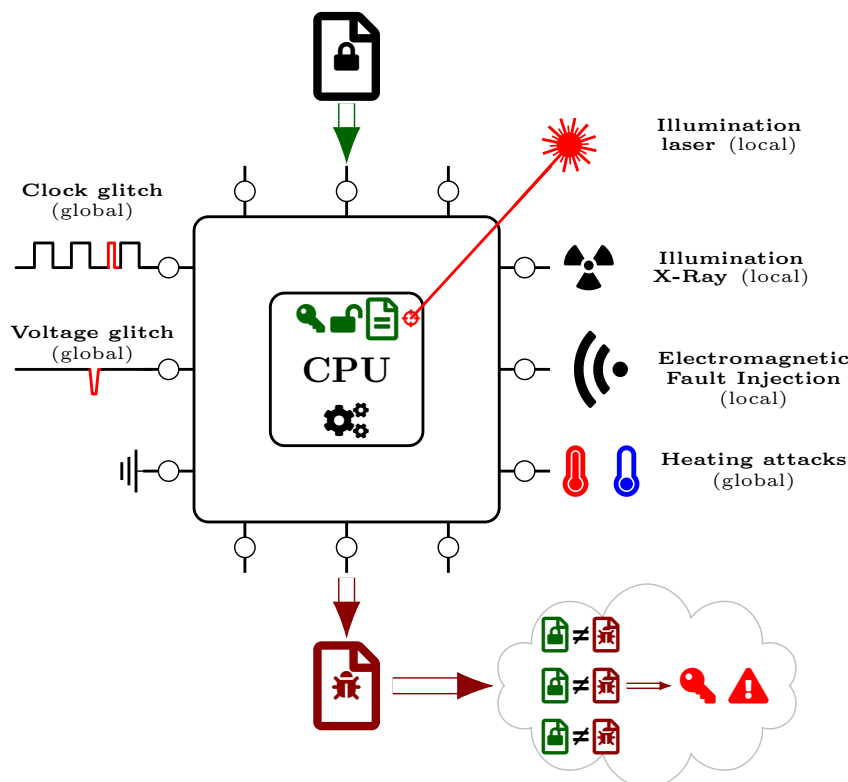 Illumination
laser (local)
Clock glitch
(global)
Illumination
X-Ray (local)
Voltage glitch
(global)
CPU
Electromagnetic
Fault Injection
(local)
Heating attacks
(global)
≠
≠
≠